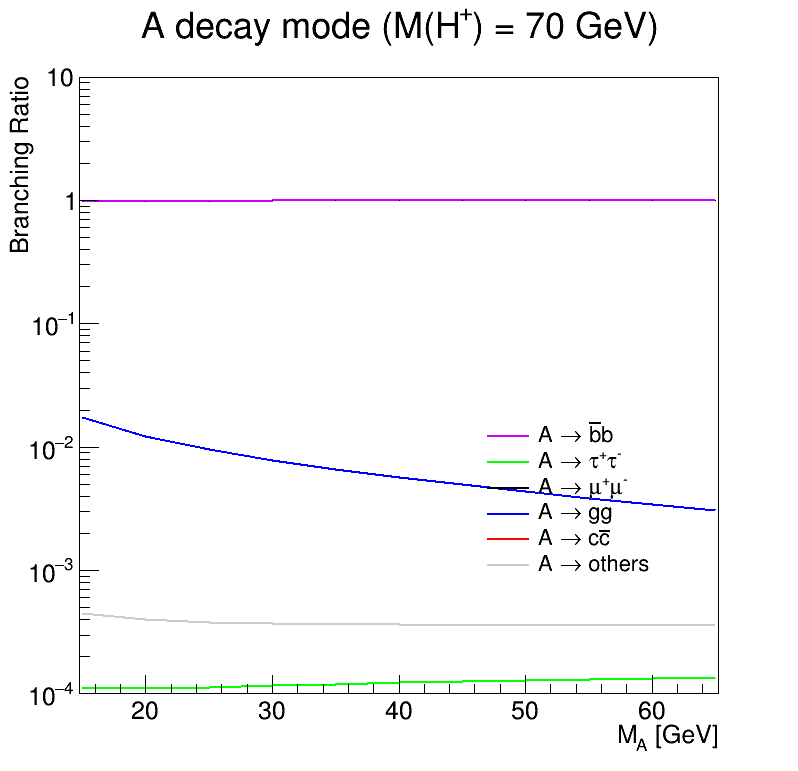 A decay mode (M(H⁺) = 70 GeV)
Branching Ratio
10
1
10⁻¹
10⁻²
10⁻³
10⁻⁴
A → b̅b
A → τ⁺τ⁻
A → μ⁺μ⁻
A → gg
A → cc̅
A → others
20 30 40 50 60
M_A [GeV]